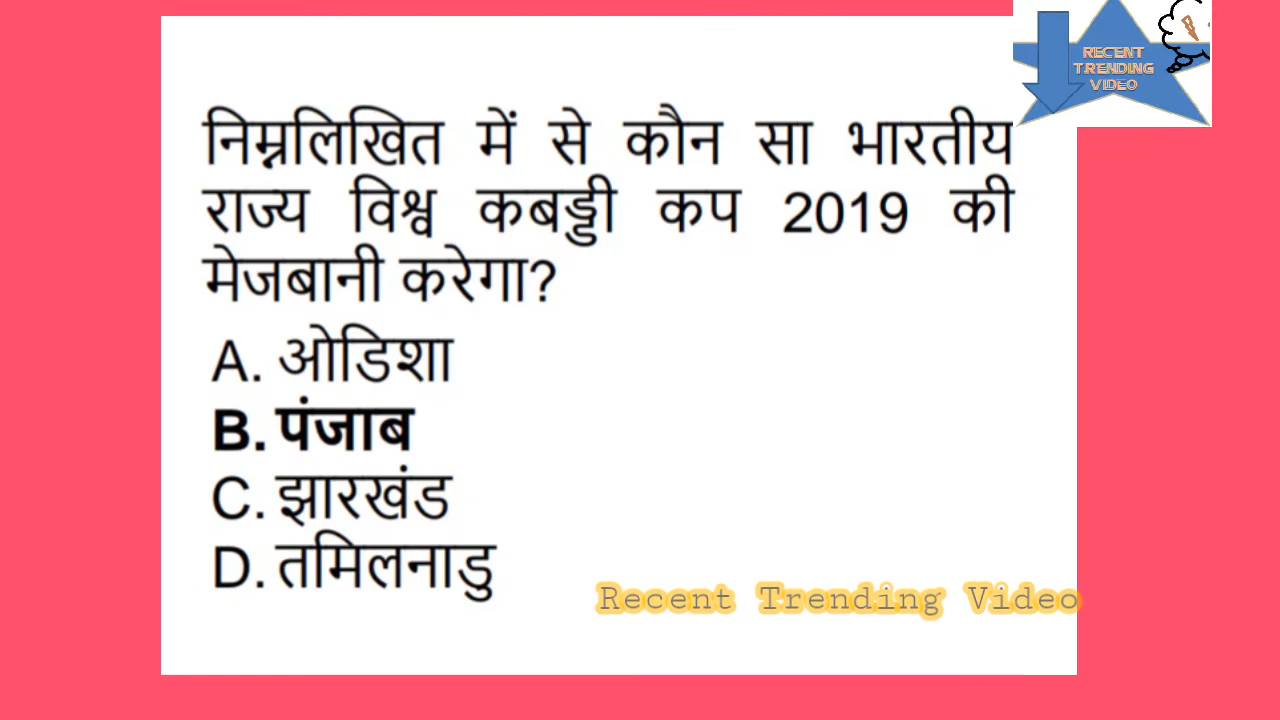 RECENT
TRENDING
VIDEO
निम्नलिखित में से कौन सा भारतीय
राज्य विश्व कबड्डी कप 2019 की
मेजबानी करेगा?
A. ओडिशा
B. पंजाब
C. झारखंड
D. तमिलनाडु
Recent Trending Video